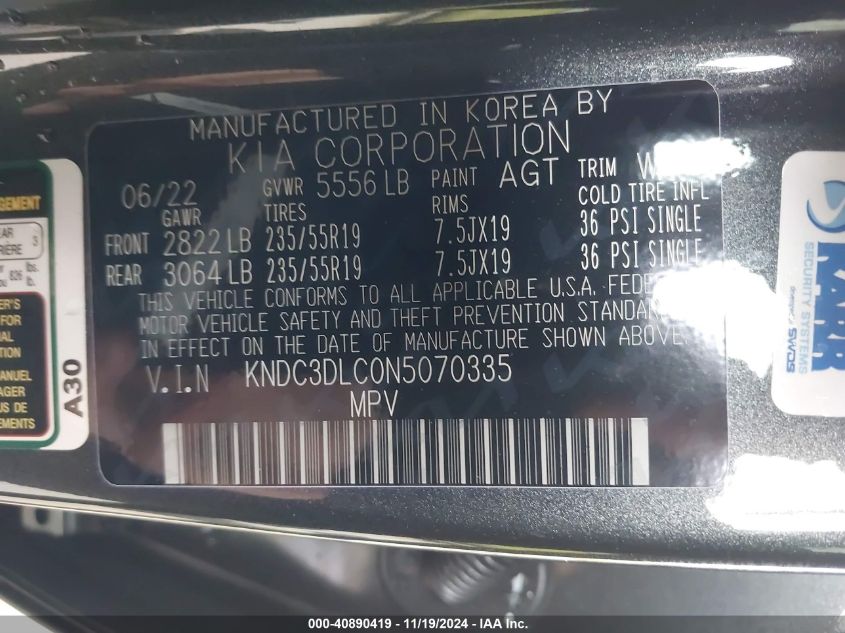 MANUFACTURED IN KOREA BY
KIA CORPORATION
06/22 GVWR 5556 LB PAINT AGT TRIM
GAWR TIRES RIMS COLD TIRE INFL
FRONT 2822 LB 235/55R19 7.5JX19 36 PSI SINGLE
REAR 3064 LB 235/55R19 7.5JX19 36 PSI SINGLE
THIS VEHICLE CONFORMS TO ALL APPLICABLE U.S.A.
MOTOR VEHICLE SAFETY AND THEFT PREVENTION
IN EFFECT ON THE DATE OF MANUFACTURE SHOWN ABOVE.
V.I.N KNDC3DLC0N5070335
MPV
A30
KARR
SECURITY SYSTEMS
SWDS
000-40890419 - 11/19/2024 - IAA Inc.